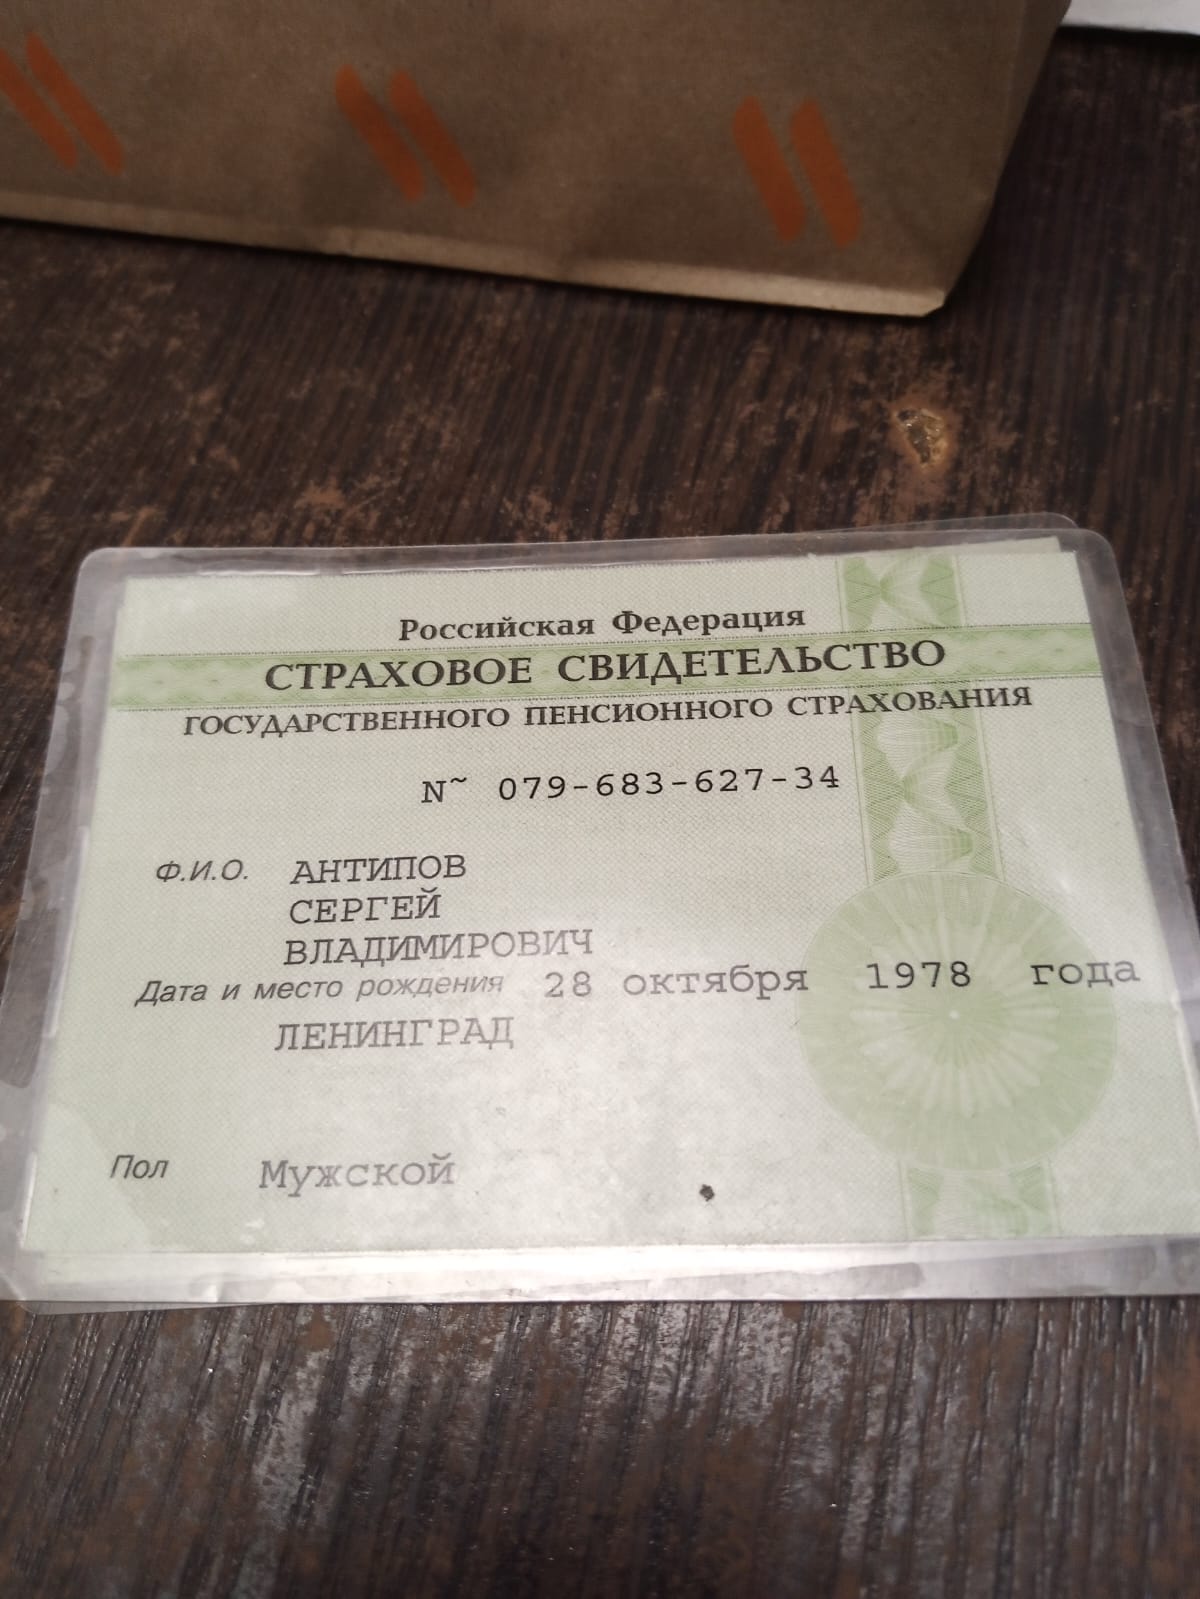 Российская Федерация
СТРАХОВОЕ СВИДЕТЕЛЬСТВО
ГОСУДАРСТВЕННОГО ПЕНСИОННОГО СТРАХОВАНИЯ
N~ 079-683-627-34
Ф.И.О. АНТИПОВ
СЕРГЕЙ
ВЛАДИМИРОВИЧ
Дата и место рождения 28 октября 1978 года
ЛЕНИНГРАД
Пол Мужской